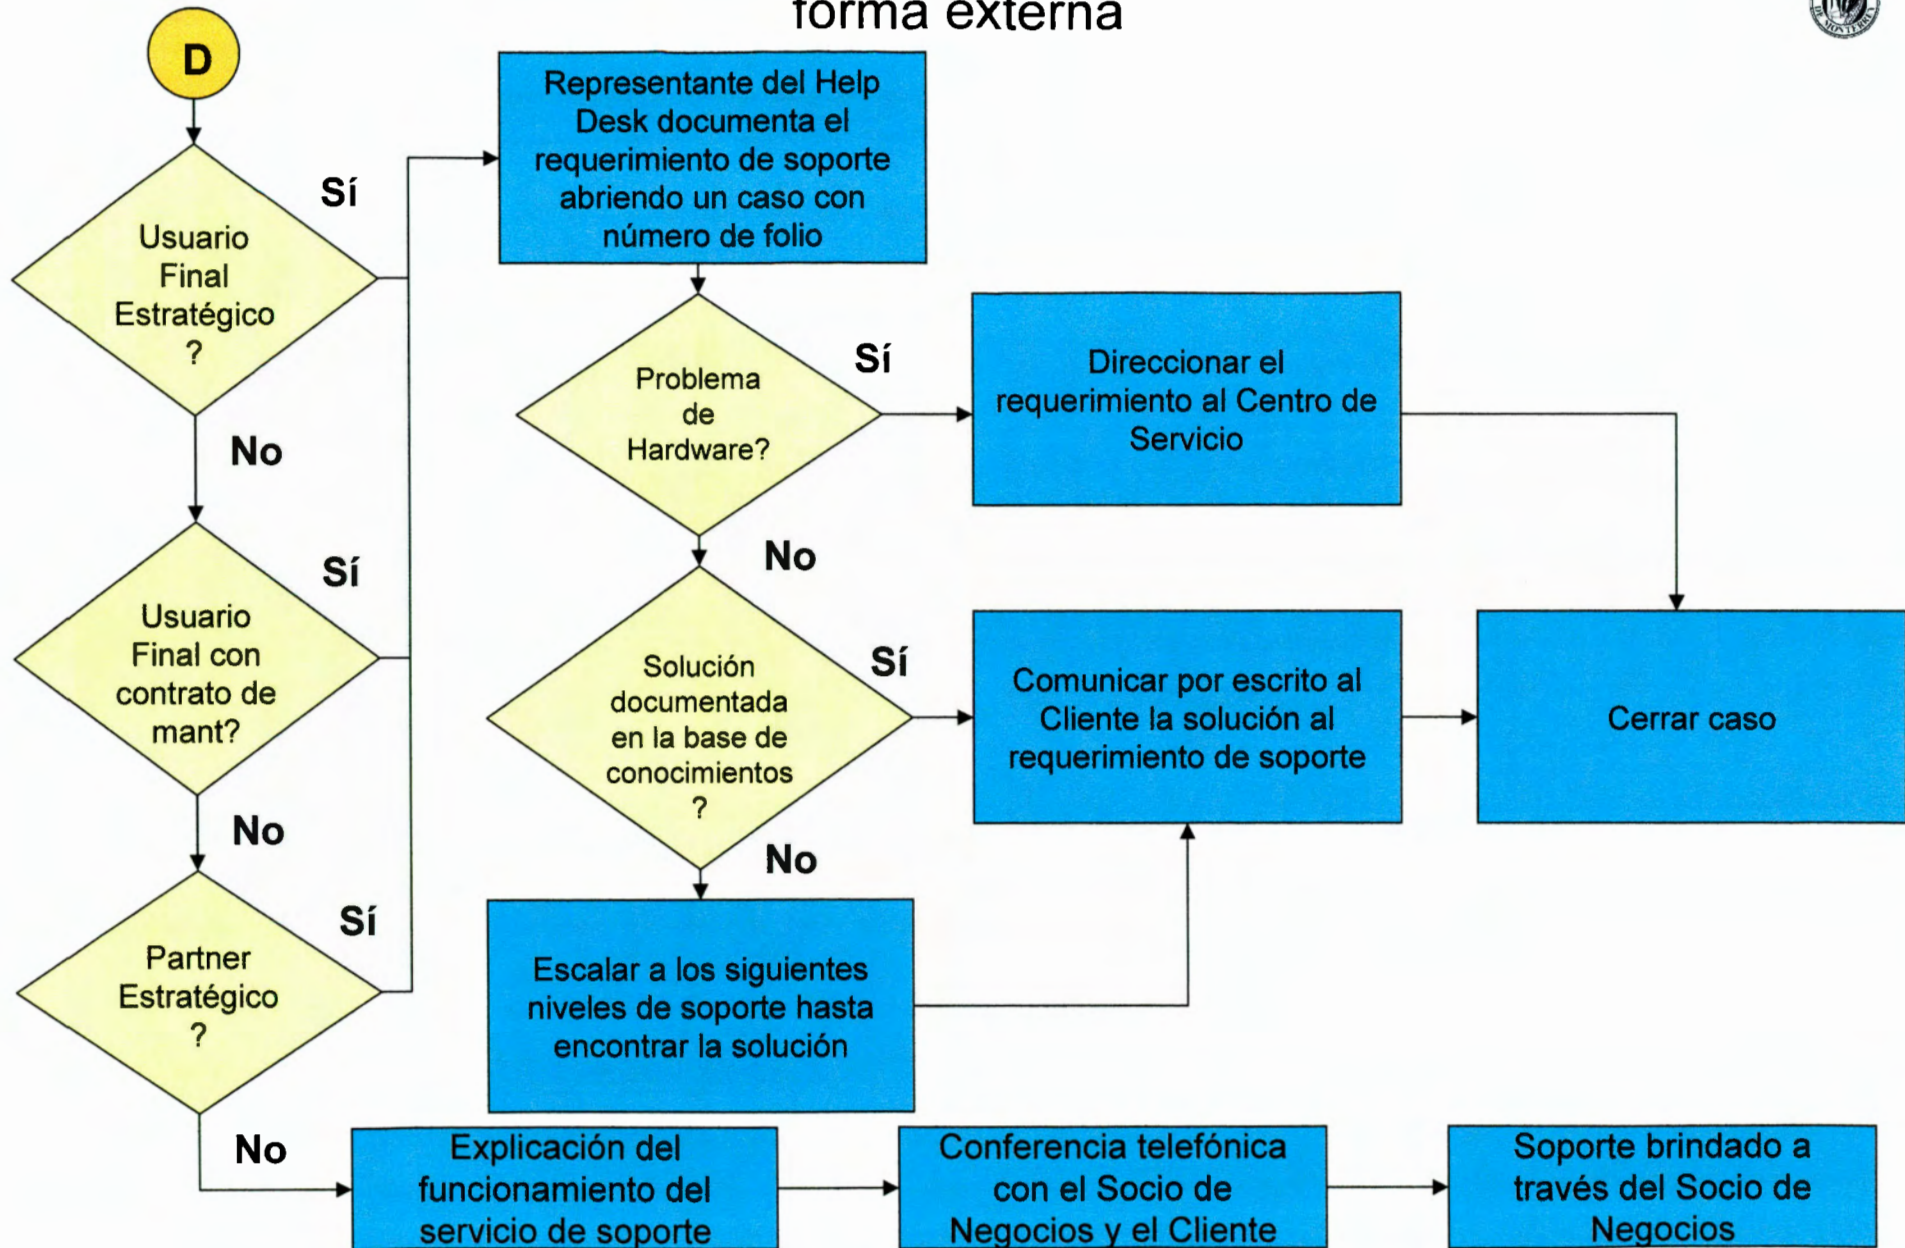 forma externa
DE MONTERREY
D
Usuario
Final
Estratégico
?
Sí
No
Usuario
Final con
contrato de
mant?
Sí
No
Partner
Estratégico
?
Sí
No
Representante del Help
Desk documenta el
requerimiento de soporte
abriendo un caso con
número de folio
Problema
de
Hardware?
Sí
No
Direccionar el
requerimiento al Centro de
Servicio
Solución
documentada
en la base de
conocimientos
?
Sí
No
Comunicar por escrito al
Cliente la solución al
requerimiento de soporte
Cerrar caso
Escalar a los siguientes
niveles de soporte hasta
encontrar la solución
Explicación del
funcionamiento del
servicio de soporte
Conferencia telefónica
con el Socio de
Negocios y el Cliente
Soporte brindado a
través del Socio de
Negocios